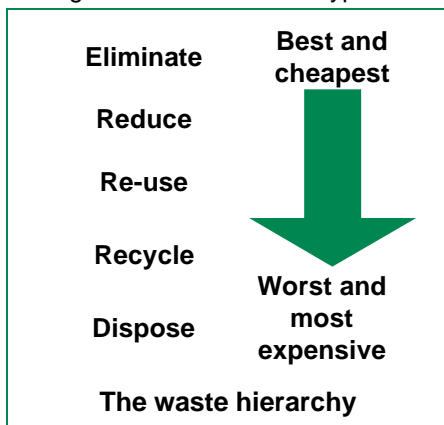 Eliminate
Best and
cheapest
Reduce
Re-use
Recycle
Worst and
most
expensive
Dispose
The waste hierarchy